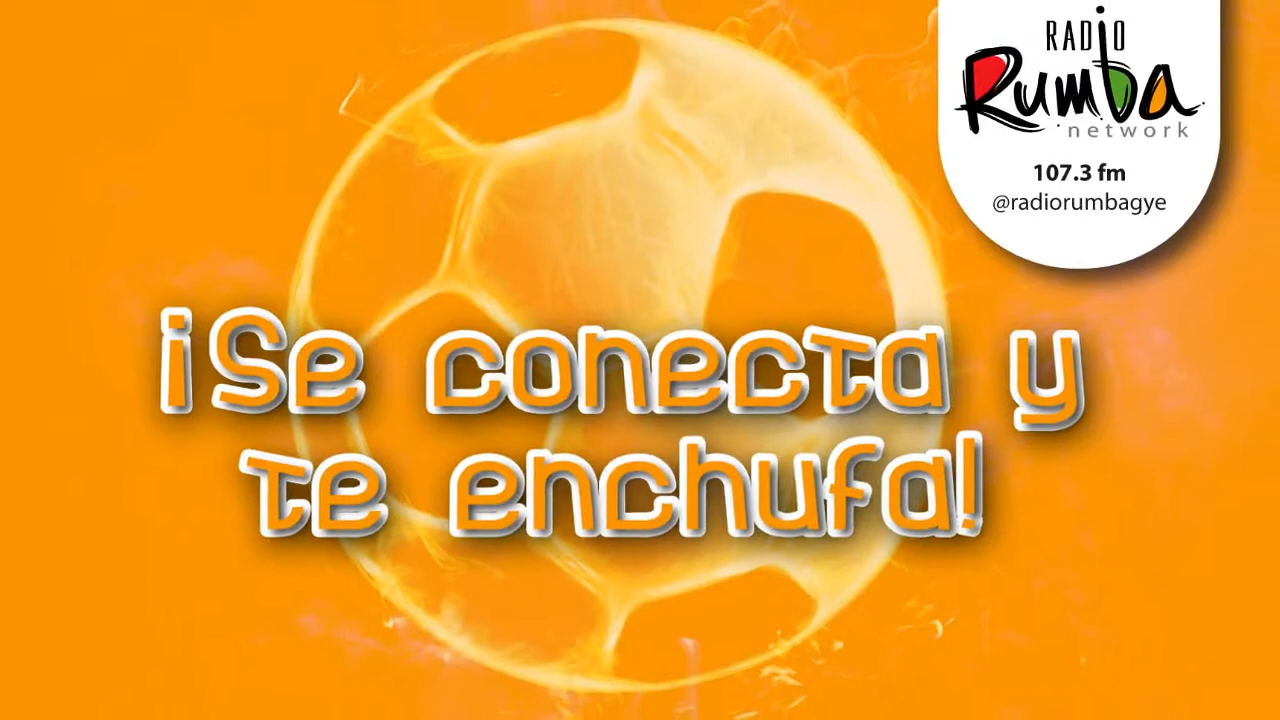 RADIO
Rumba
network
107.3 fm
@radiorumbagye
¡Se conecta y
te enchufa!